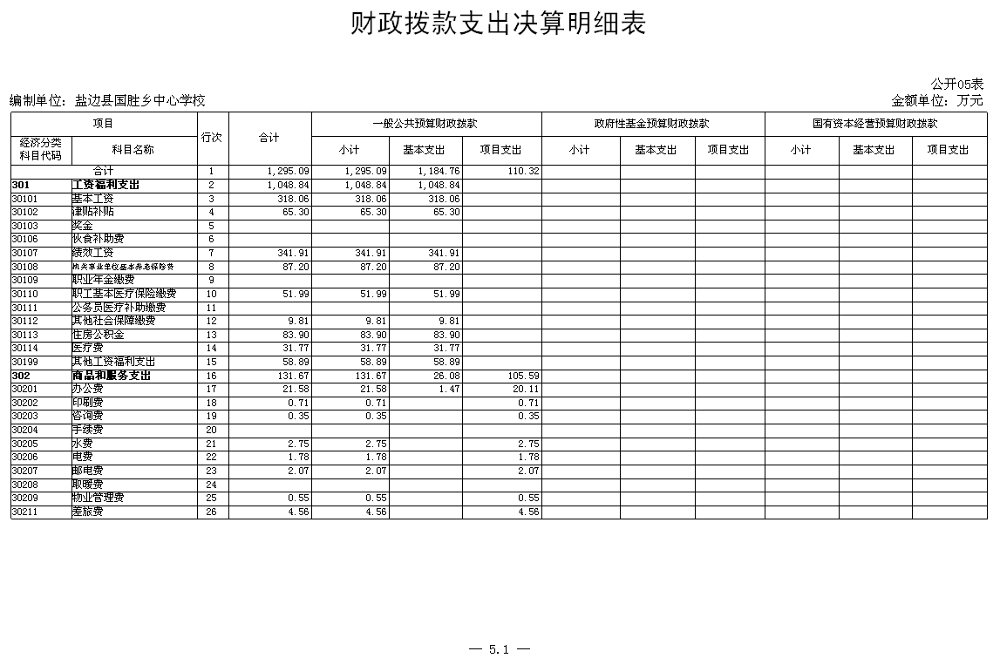 财政拨款支出决算明细表
公开05表
编制单位：盐边县国胜乡中心学校 金额单位：万元
项目 行次 合计 一般公共预算财政拨款 政府性基金预算财政拨款 国有资本经营预算财政拨款
经济分类科目代码 科目名称 小计 基本支出 项目支出 小计 基本支出 项目支出 小计 基本支出 项目支出
合计 1 1,295.09 1,295.09 1,184.76 110.32
301 工资福利支出 2 1,048.84 1,048.84 1,048.84
30101 基本工资 3 318.06 318.06 318.06
30102 津贴补贴 4 65.30 65.30 65.30
30103 奖金 5
30106 伙食补助费 6
30107 绩效工资 7 341.91 341.91 341.91
30108 机关事业单位基本养老保险费 8 87.20 87.20 87.20
30109 职业年金缴费 9
30110 职工基本医疗保险缴费 10 51.99 51.99 51.99
30111 公务员医疗补助缴费 11
30112 其他社会保障缴费 12 9.81 9.81 9.81
30113 住房公积金 13 83.90 83.90 83.90
30114 医疗费 14 31.77 31.77 31.77
30199 其他工资福利支出 15 58.89 58.89 58.89
302 商品和服务支出 16 131.67 131.67 26.08 105.59
30201 办公费 17 21.58 21.58 1.47 20.11
30202 印刷费 18 0.71 0.71 0.71
30203 咨询费 19 0.35 0.35 0.35
30204 手续费 20
30205 水费 21 2.75 2.75 2.75
30206 电费 22 1.78 1.78 1.78
30207 邮电费 23 2.07 2.07 2.07
30208 取暖费 24
30209 物业管理费 25 0.55 0.55 0.55
30211 差旅费 26 4.56 4.56 4.56
— 5.1 —